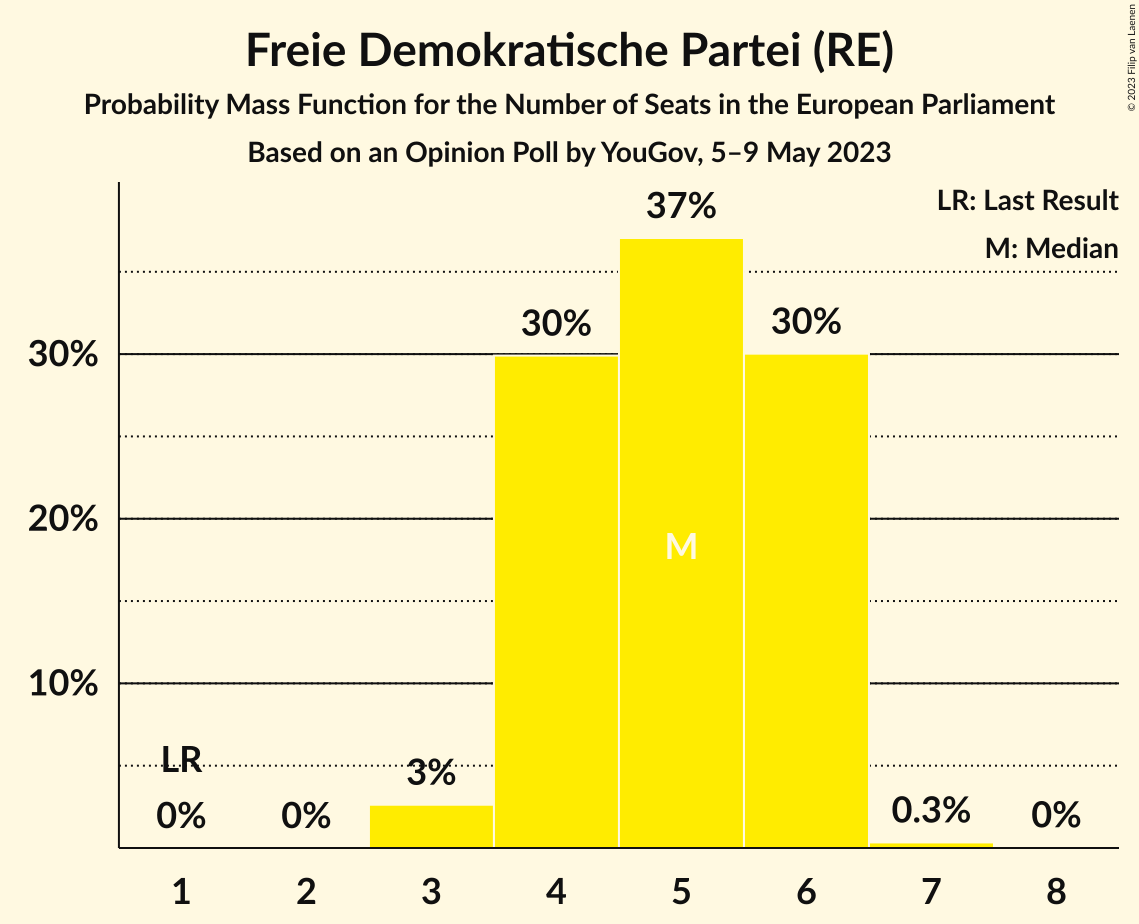 Freie Demokratische Partei (RE)
Probability Mass Function for the Number of Seats in the European Parliament
Based on an Opinion Poll by YouGov, 5–9 May 2023
© 2023 Filip van Laenen
LR: Last Result
M: Median
37%
30%
30%
30%
20%
M
10%
LR
3%
0%
0%
0.3%
0%
1 2 3 4 5 6 7 8